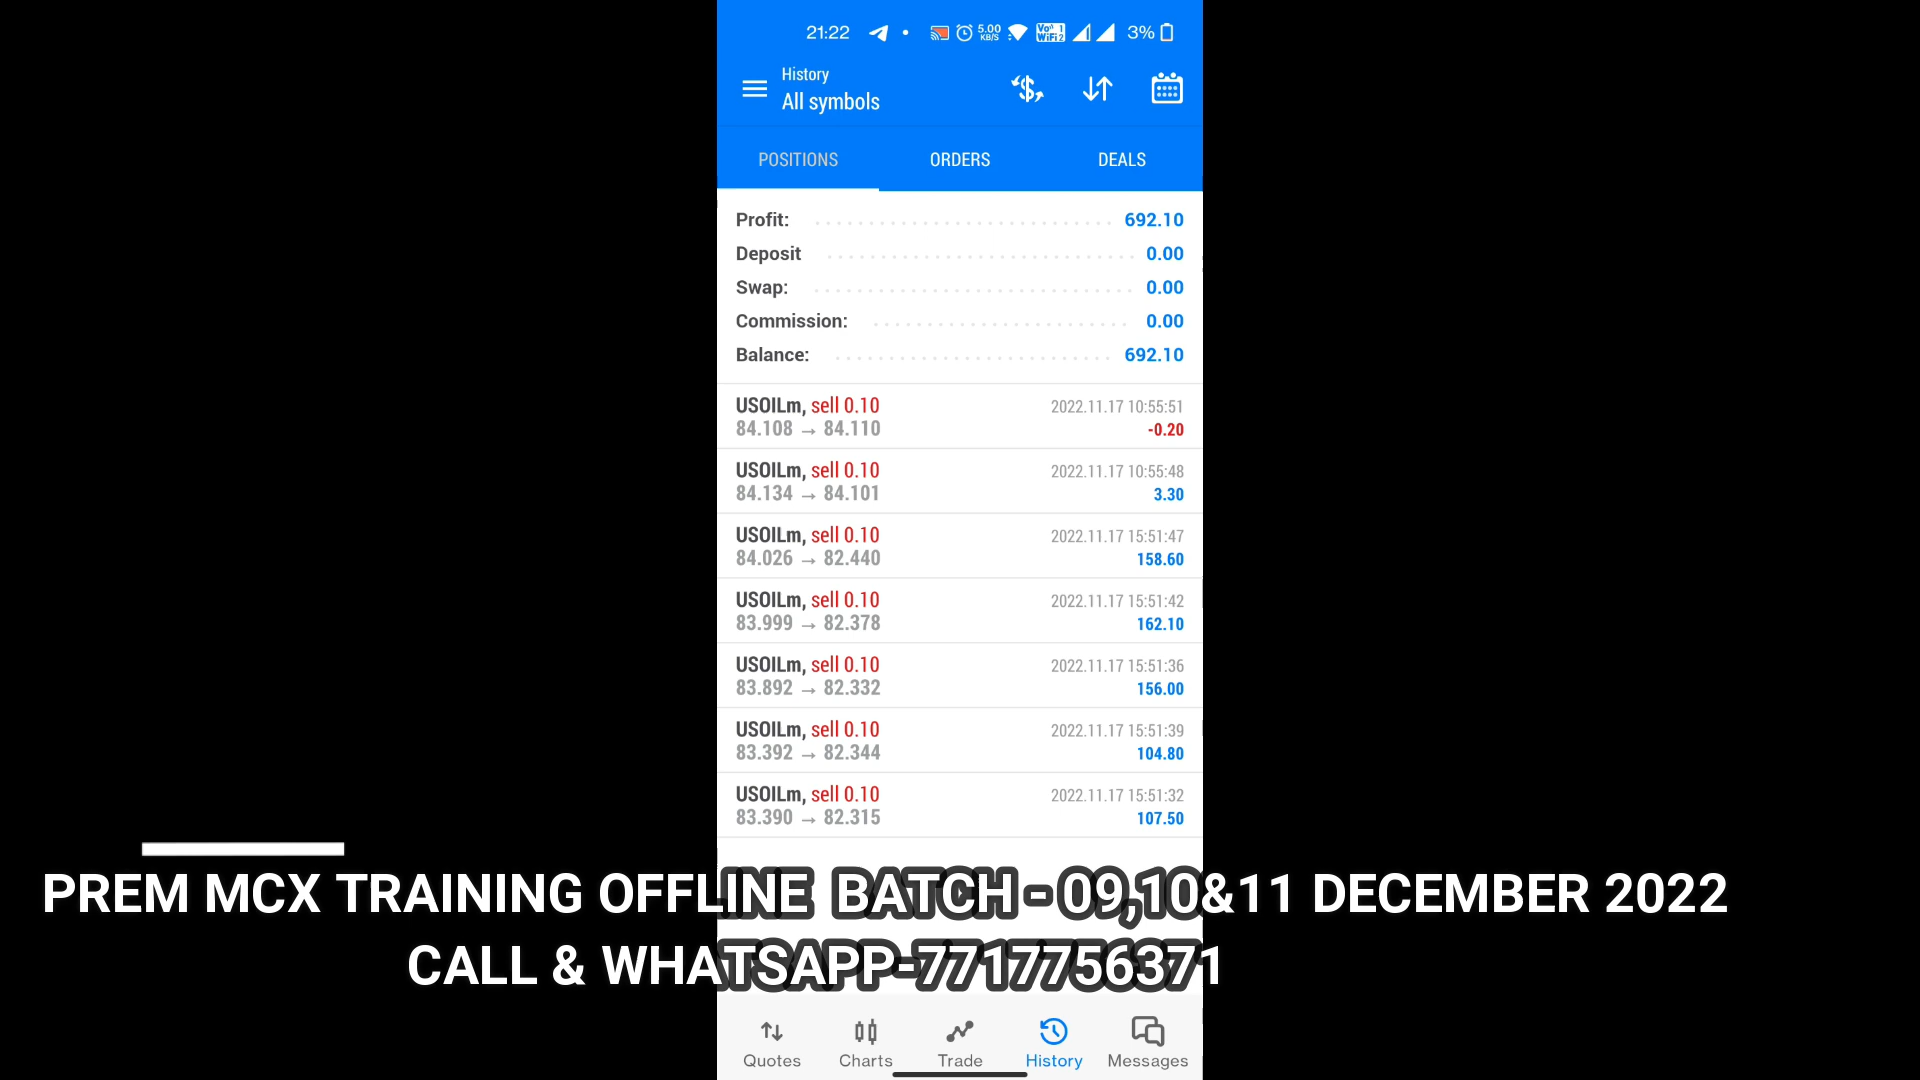 21:22 5.00 KB/S Vo 1 WiFi2 3%
History
All symbols
POSITIONS ORDERS DEALS
Profit: 692.10
Deposit 0.00
Swap: 0.00
Commission: 0.00
Balance: 692.10
USOILm, sell 0.10 2022.11.17 10:55:51
84.108 → 84.110 -0.20
USOILm, sell 0.10 2022.11.17 10:55:48
84.134 → 84.101 3.30
USOILm, sell 0.10 2022.11.17 15:51:47
84.026 → 82.440 158.60
USOILm, sell 0.10 2022.11.17 15:51:42
83.999 → 82.378 162.10
USOILm, sell 0.10 2022.11.17 15:51:36
83.892 → 82.332 156.00
USOILm, sell 0.10 2022.11.17 15:51:39
83.392 → 82.344 104.80
USOILm, sell 0.10 2022.11.17 15:51:32
83.390 → 82.315 107.50
PREM MCX TRAINING OFFLINE BATCH - 09,10&11 DECEMBER 2022
CALL & WHATSAPP-7717756371
Quotes Charts Trade History Messages